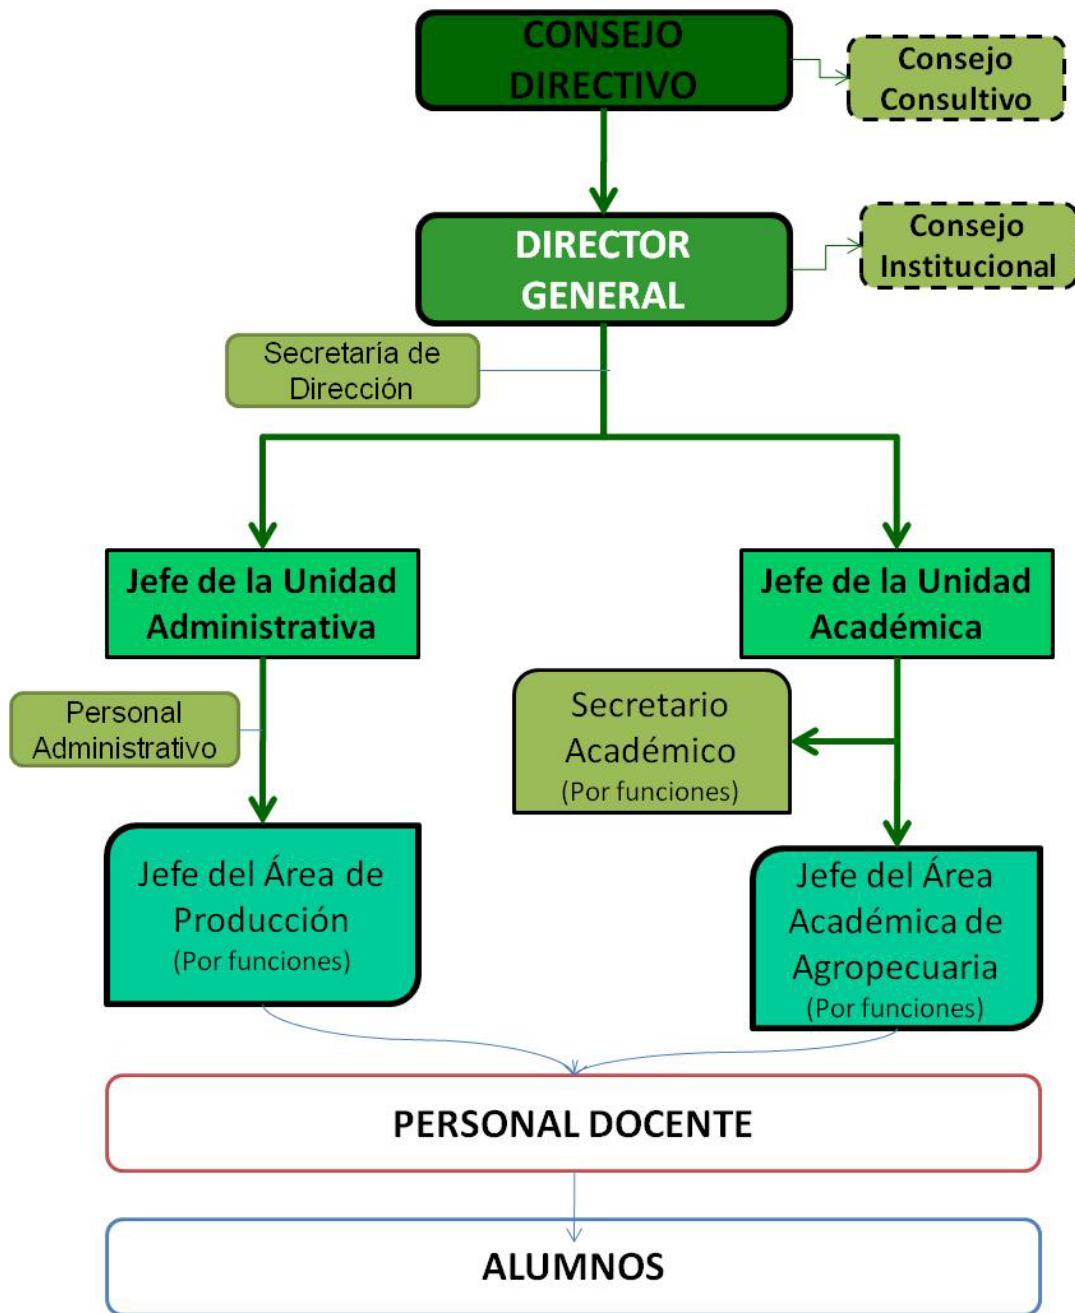 CONSEJO
DIRECTIVO
Consejo
Consultivo
DIRECTOR
GENERAL
Consejo
Institucional
Secretaría de
Dirección
Jefe de la Unidad
Administrativa
Jefe de la Unidad
Académica
Personal
Administrativo
Secretario
Académico
(Por funciones)
Jefe del Área de
Producción
(Por funciones)
Jefe del Área
Académica de
Agropecuaria
(Por funciones)
PERSONAL DOCENTE
ALUMNOS